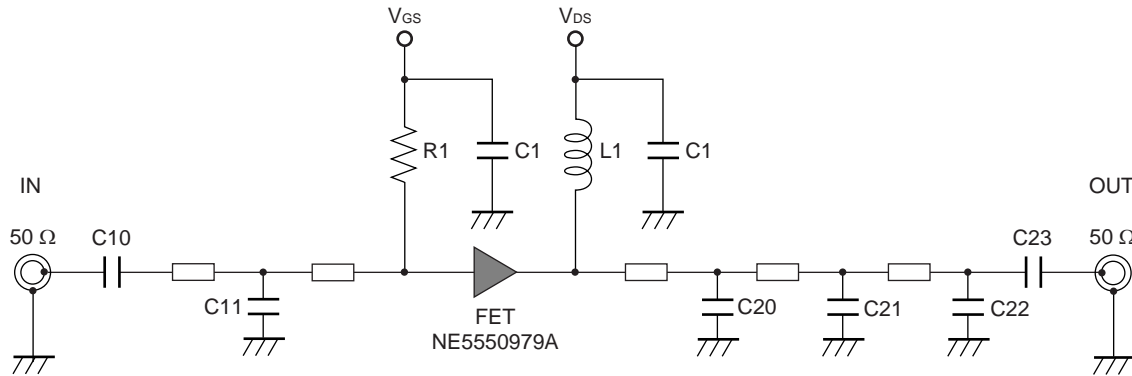 VGS
VDS
R1
C1
L1
C1
IN
OUT
50 Ω
C10
C23
50 Ω
C11
C20
C21
C22
FET
NE5550979A